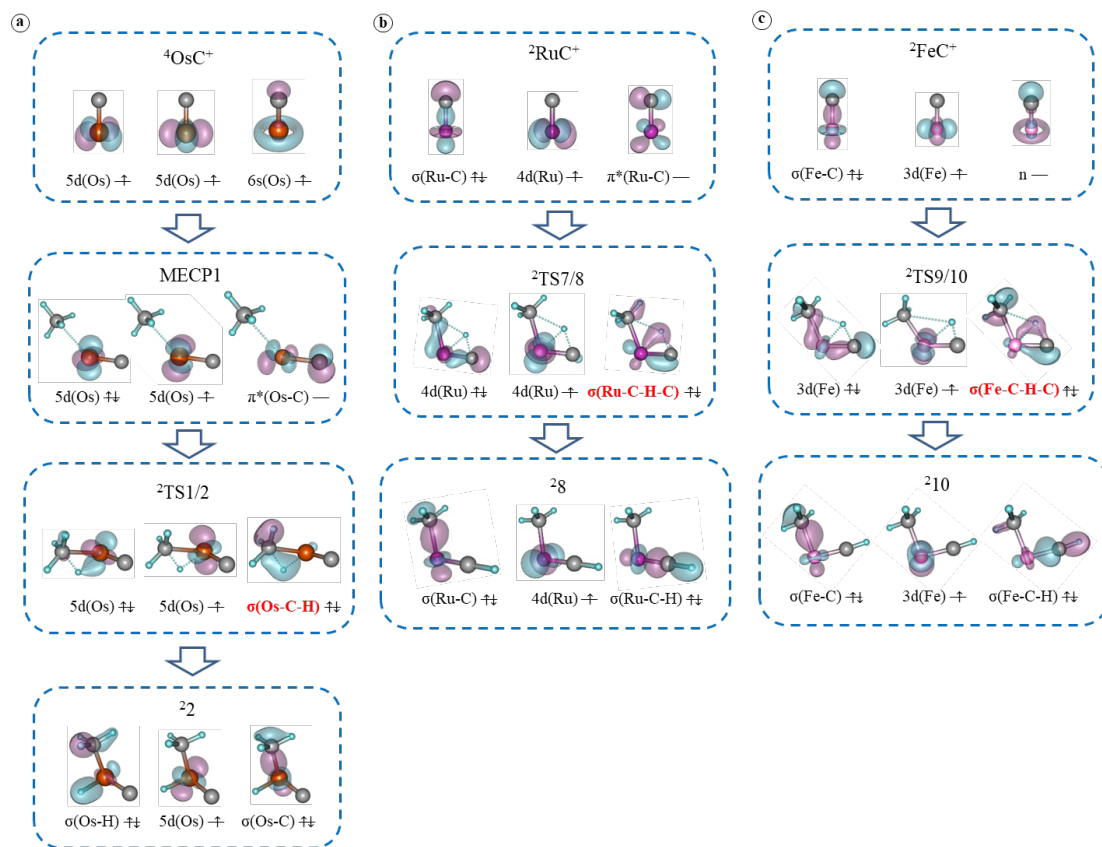 a
⁴OsC⁺
5d(Os) ⥮ 5d(Os) ↑ 6s(Os) ↑
MECP1
5d(Os) ⥮ 5d(Os) ↑ π*(Os-C) —
²TS1/2
5d(Os) ⥮ 5d(Os) ↑ σ(Os-C-H) ⥮
²2
σ(Os-H) ⥮ 5d(Os) ↑ σ(Os-C) ⥮
b
²RuC⁺
σ(Ru-C) ⥮ 4d(Ru) ↑ π*(Ru-C) —
²TS7/8
4d(Ru) ⥮ 4d(Ru) ↑ σ(Ru-C-H-C) ⥮
²8
σ(Ru-C) ⥮ 4d(Ru) ↑ σ(Ru-C-H) ⥮
c
²FeC⁺
σ(Fe-C) ⥮ 3d(Fe) ↑ n —
²TS9/10
3d(Fe) ⥮ 3d(Fe) ↑ σ(Fe-C-H-C) ⥮
²10
σ(Fe-C) ⥮ 3d(Fe) ↑ σ(Fe-C-H) ⥮